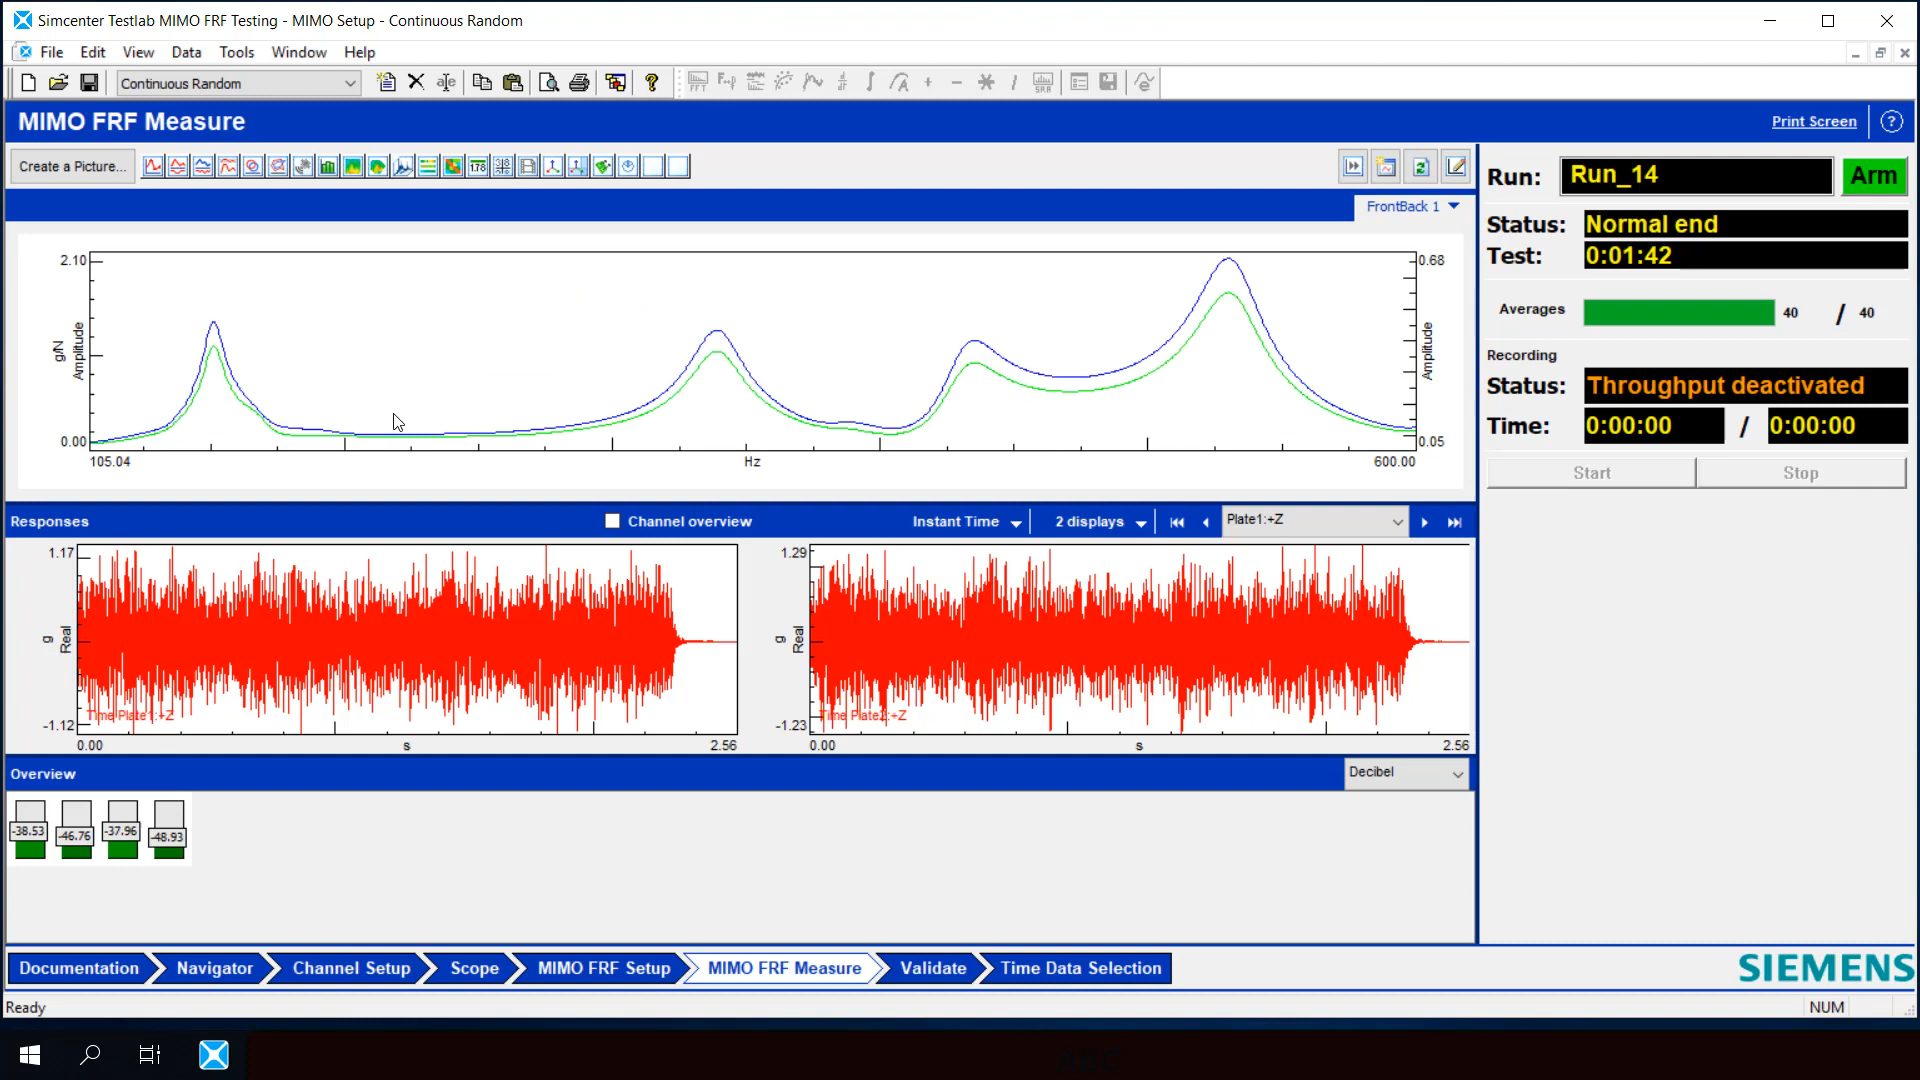 Simcenter Testlab MIMO FRF Testing - MIMO Setup - Continuous Random
File Edit View Data Tools Window Help
Continuous Random
MIMO FRF Measure
Print Screen
Create a Picture...
FrontBack 1
2.10
0.00
g/N
Amplitude
105.04
Hz
600.00
0.68
0.05
Amplitude
Responses
Channel overview
Instant Time
2 displays
Plate1:+Z
1.17
-1.12
g
Real
Time Plate1:+Z
0.00
s
2.56
1.29
-1.23
g
Real
Time Plate2:+Z
0.00
s
2.56
Overview
Decibel
-38.53 -46.76 -37.96 -48.93
Run: Run_14 Arm
Status: Normal end
Test: 0:01:42
Averages 40 / 40
Recording
Status: Throughput deactivated
Time: 0:00:00 / 0:00:00
Start Stop
Documentation Navigator Channel Setup Scope MIMO FRF Setup MIMO FRF Measure Validate Time Data Selection
SIEMENS
Ready
NUM